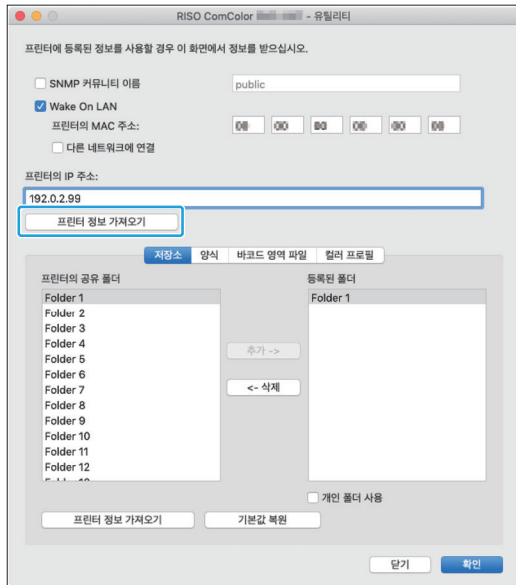 RISO ComColor - 유틸리티
프린터에 등록된 정보를 사용할 경우 이 화면에서 정보를 받으십시오.
SNMP 커뮤니티 이름
public
Wake On LAN
프린터의 MAC 주소:
다른 네트워크에 연결
프린터의 IP 주소:
192.0.2.99
프린터 정보 가져오기
저장소 양식 바코드 영역 파일 컬러 프로필
프린터의 공유 폴더
등록된 폴더
Folder 1
Folder 2
Folder 3
Folder 4
Folder 5
Folder 6
Folder 7
Folder 8
Folder 9
Folder 10
Folder 11
Folder 12
추가 ->
<- 삭제
Folder 1
개인 폴더 사용
프린터 정보 가져오기
기본값 복원
닫기
확인